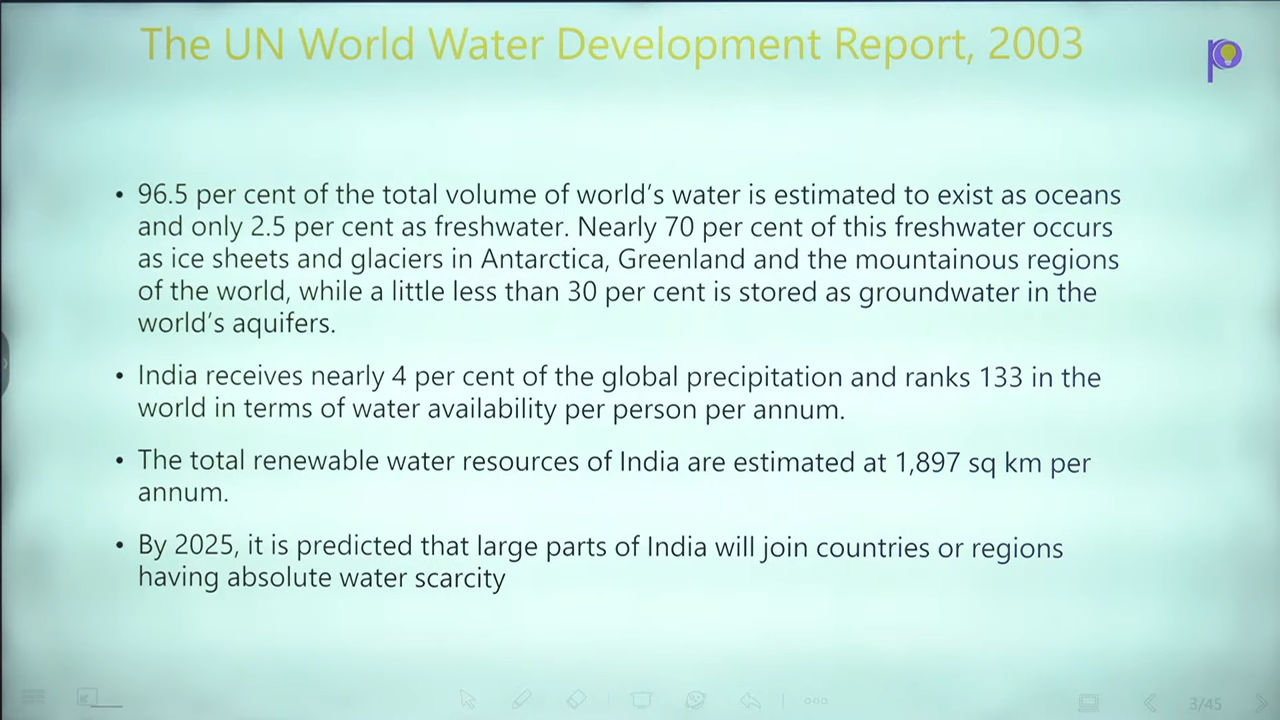 The UN World Water Development Report, 2003
• 96.5 per cent of the total volume of world's water is estimated to exist as oceans
and only 2.5 per cent as freshwater. Nearly 70 per cent of this freshwater occurs
as ice sheets and glaciers in Antarctica, Greenland and the mountainous regions
of the world, while a little less than 30 per cent is stored as groundwater in the
world's aquifers.
• India receives nearly 4 per cent of the global precipitation and ranks 133 in the
world in terms of water availability per person per annum.
• The total renewable water resources of India are estimated at 1,897 sq km per
annum.
• By 2025, it is predicted that large parts of India will join countries or regions
having absolute water scarcity
3/45